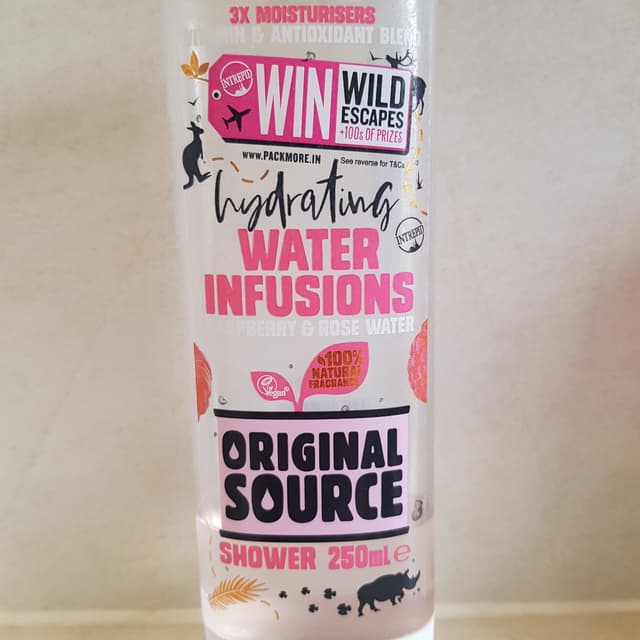 3X MOISTURISERS
& ANTIOXIDANT BLEND
INTREPID
WIN
WILD
ESCAPES
+100s OF PRIZES
www.PACKMORE.IN
See reverse for T&Cs
hydrating
WATER
INTREPID
INFUSIONS
& ROSE WATER
100%
NATURAL
FRAGRANCE
Vegan
ORIGINAL
SOURCE
SHOWER 250mL e